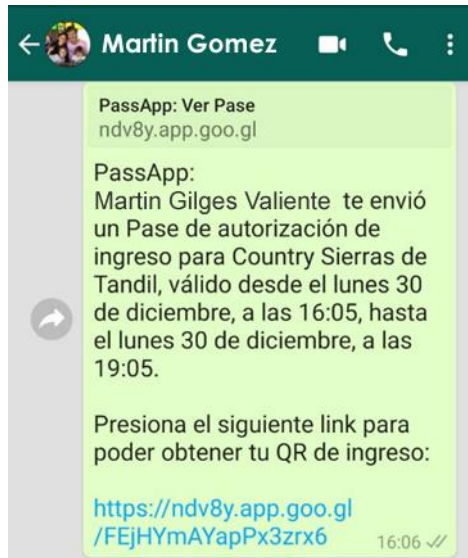 Martin Gomez
PassApp: Ver Pase
ndv8y.app.goo.gl
PassApp:
Martin Gilges Valiente te envió
un Pase de autorización de
ingreso para Country Sierras de
Tandil, válido desde el lunes 30
de diciembre, a las 16:05, hasta
el lunes 30 de diciembre, a las
19:05.
Presiona el siguiente link para
poder obtener tu QR de ingreso:
https://ndv8y.app.goo.gl
/FEjHYmAYapPx3zrx6
16:06